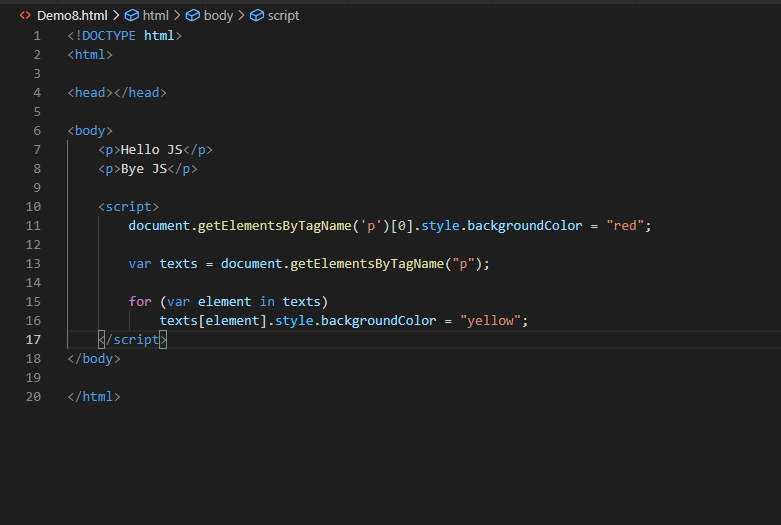 Demo8.html > html > body > script
1 <!DOCTYPE html>
2 <html>
3
4 <head></head>
5
6 <body>
7 <p>Hello JS</p>
8 <p>Bye JS</p>
9
10 <script>
11 document.getElementsByTagName('p')[0].style.backgroundColor = "red";
12
13 var texts = document.getElementsByTagName("p");
14
15 for (var element in texts)
16 texts[element].style.backgroundColor = "yellow";
17 </script>
18 </body>
19
20 </html>